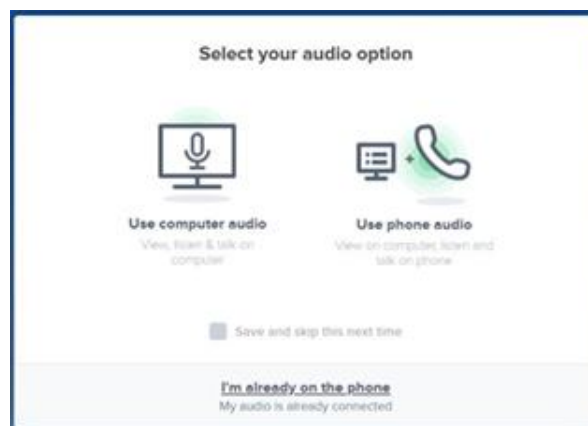 Select your audio option
Use computer audio
View, listen & talk on
computer
Use phone audio
View on computer, listen and
talk on phone
Save and skip this next time
I'm already on the phone
My audio is already connected